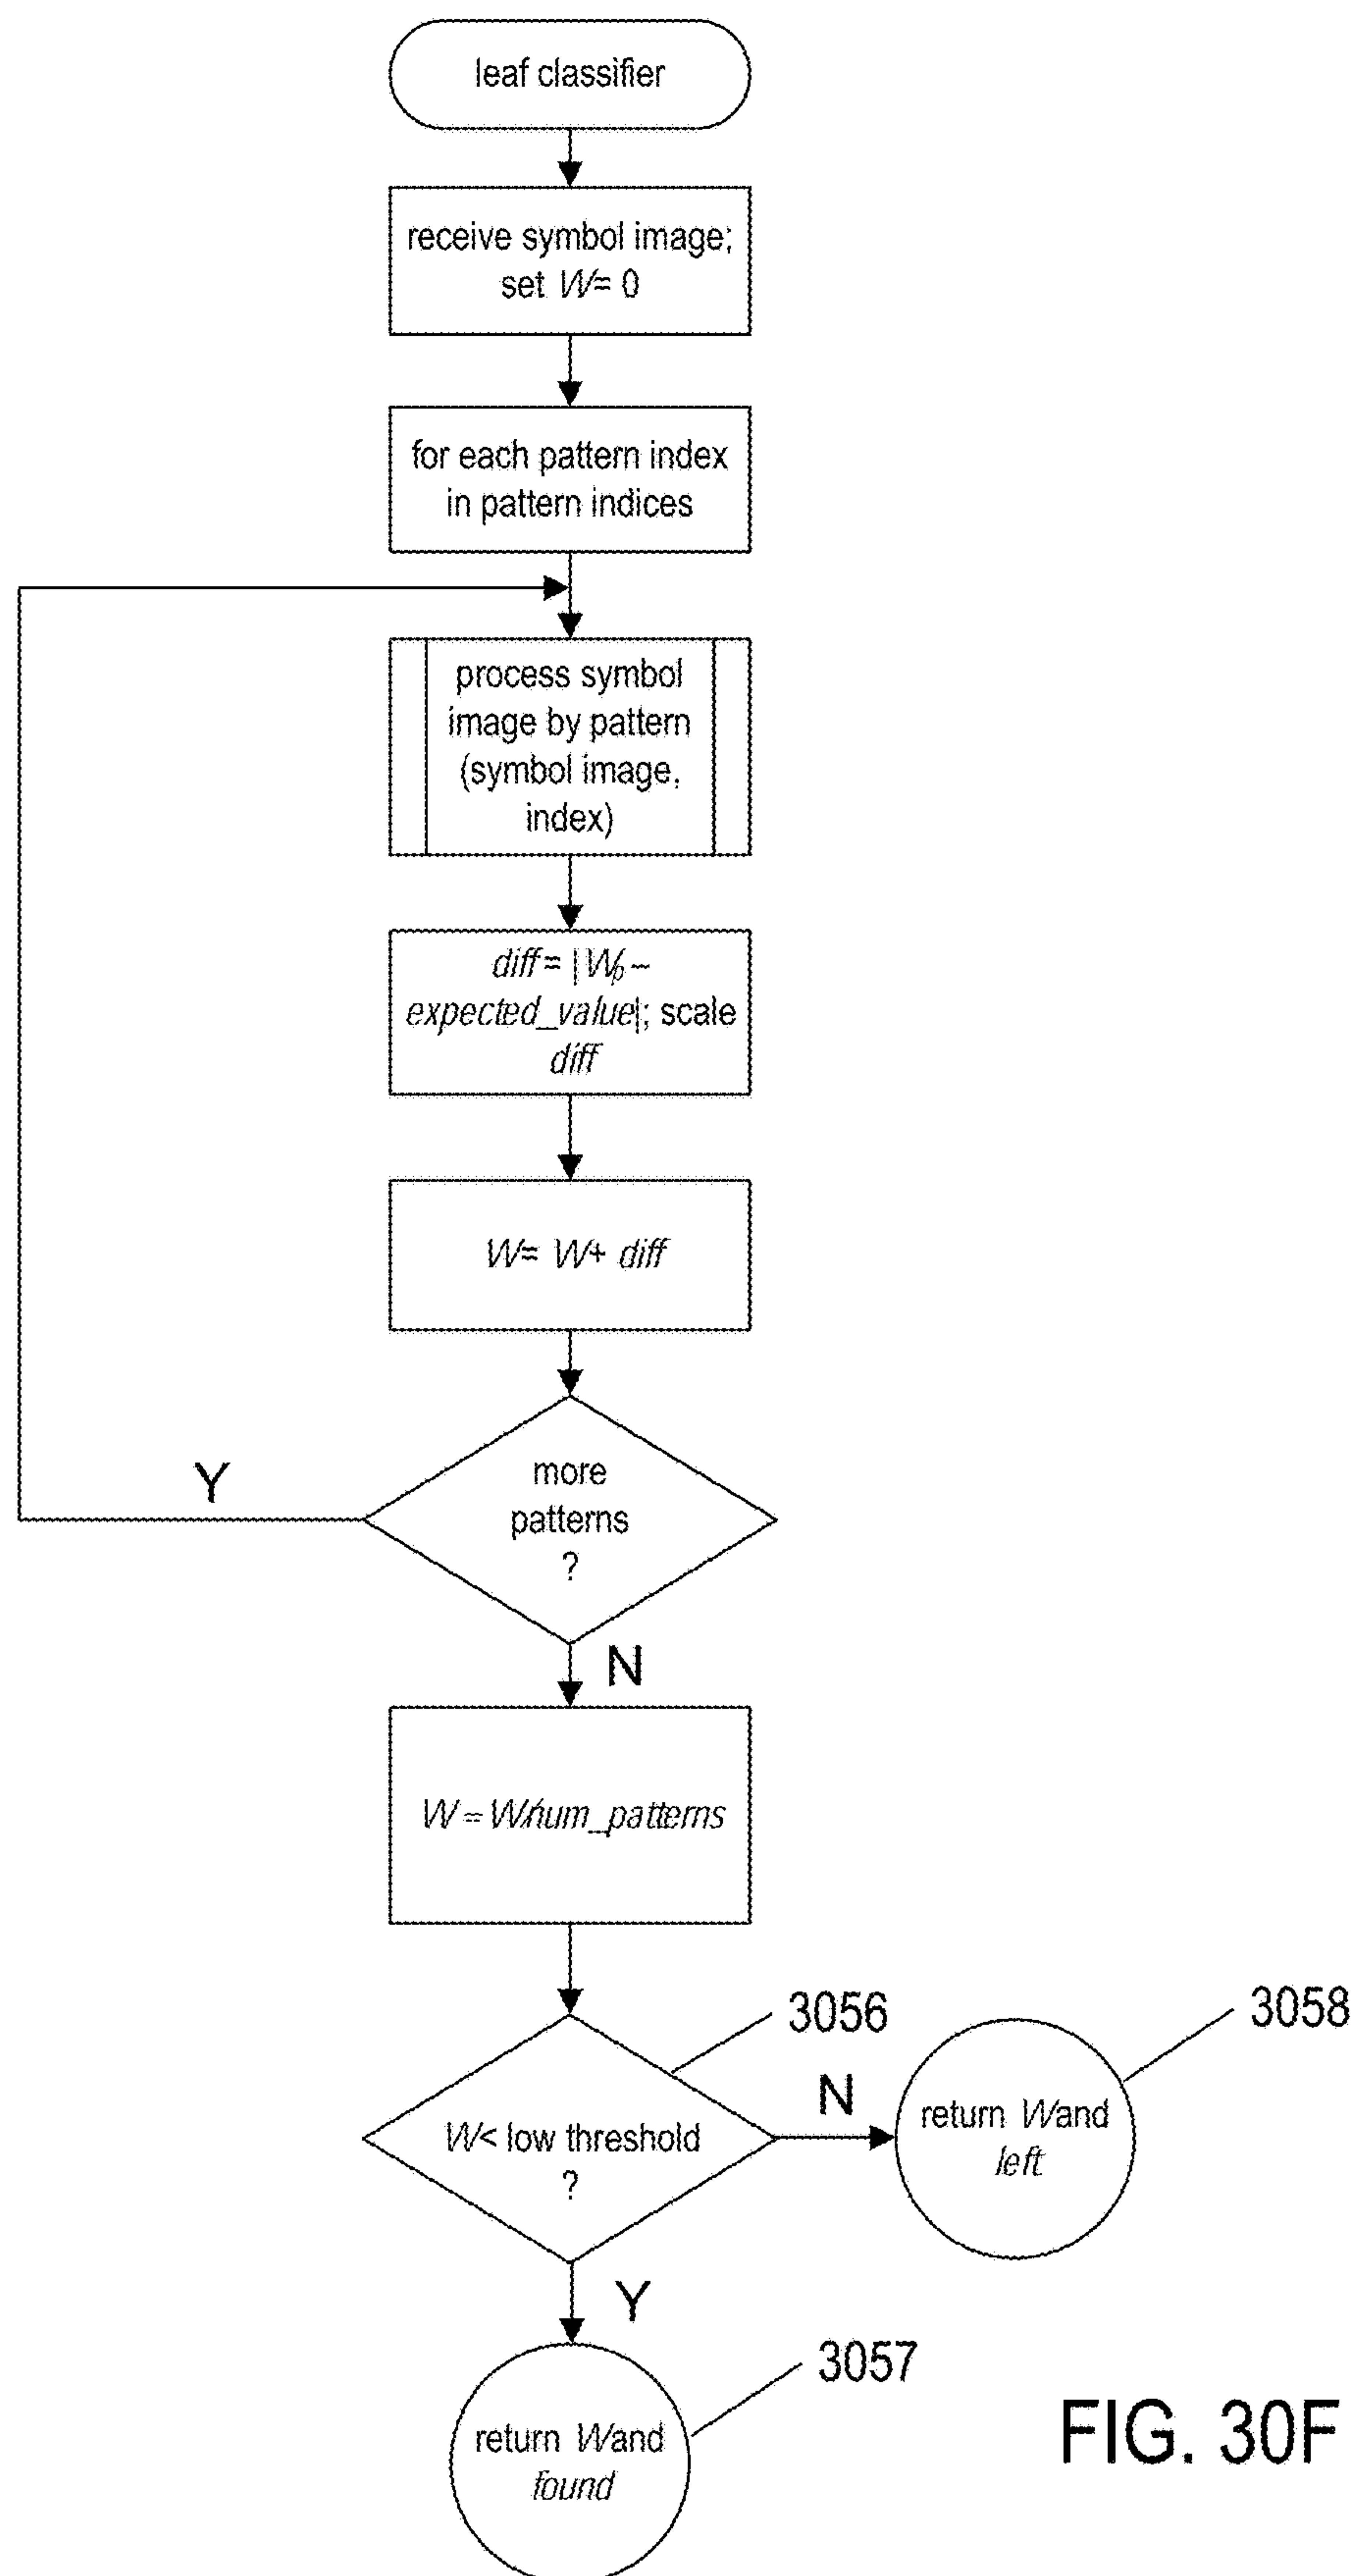 leaf classifier
receive symbol image;
set W = 0
for each pattern index
in pattern indices
process symbol
image by pattern
(symbol image,
index)
diff = |Wp –
expected_value|; scale
diff
W = W + diff
more
patterns
?
Y
N
W = W/num_patterns
3056
3058
W < low threshold
?
N
return W and
left
Y
3057
return W and
found
FIG. 30F